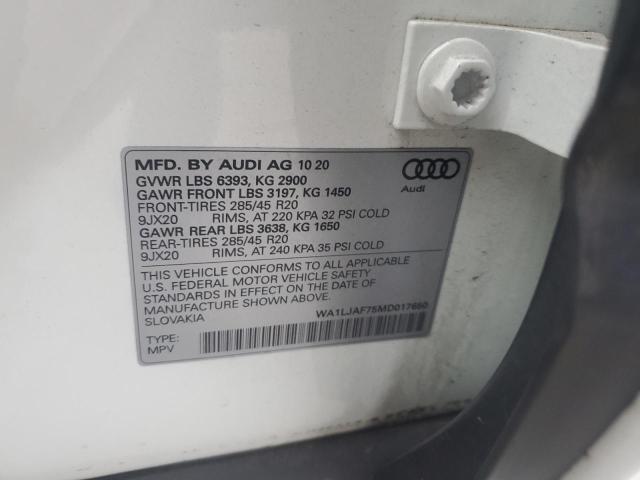 MFD. BY AUDI AG 10 20
GVWR LBS 6393, KG 2900
GAWR FRONT LBS 3197, KG 1450
FRONT-TIRES 285/45 R20
9JX20 RIMS, AT 220 KPA 32 PSI COLD
GAWR REAR LBS 3638, KG 1650
REAR-TIRES 285/45 R20
9JX20 RIMS, AT 240 KPA 35 PSI COLD
THIS VEHICLE CONFORMS TO ALL APPLICABLE
U.S. FEDERAL MOTOR VEHICLE SAFETY
STANDARDS IN EFFECT ON THE DATE OF
MANUFACTURE SHOWN ABOVE.
SLOVAKIA
WA1LJAF75MD017650
TYPE:
MPV
Audi